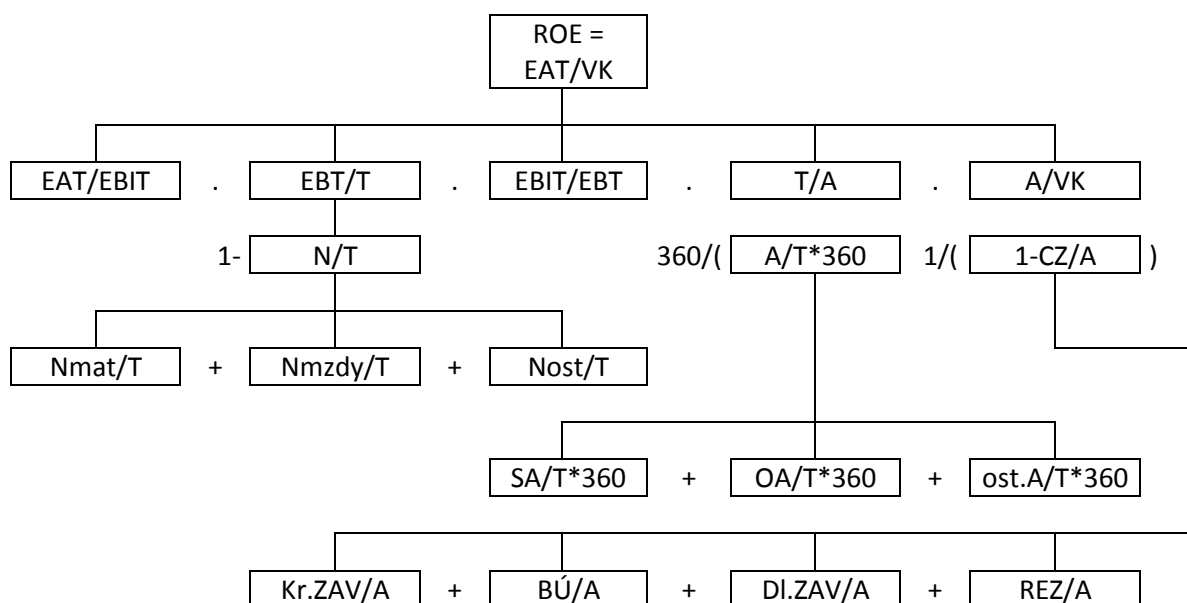 ROE =
EAT/VK
EAT/EBIT . EBT/T . EBIT/EBT . T/A . A/VK
1- N/T 360/( A/T*360 1/( 1-CZ/A )
Nmat/T + Nmzdy/T + Nost/T
SA/T*360 + OA/T*360 + ost.A/T*360
Kr.ZAV/A + BÚ/A + Dl.ZAV/A + REZ/A